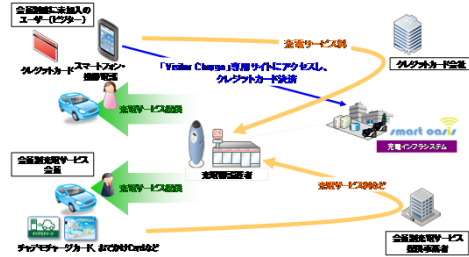 会員制度に未加入の
ユーザー(ビジター)
クレジットカード
スマートフォン・
携帯電話
充電サービス料
クレジットカード会社
「Visitor Charge」専用サイトにアクセスし、
クレジットカード決済
充電サービス提供
smart oasis
充電インフラシステム
会員制充電サービス
会員
充電器設置者
充電サービス提供
充電サービス料など
チャデモチャージカード、おでかけCardなど
会員制充電サービス
提携事業者